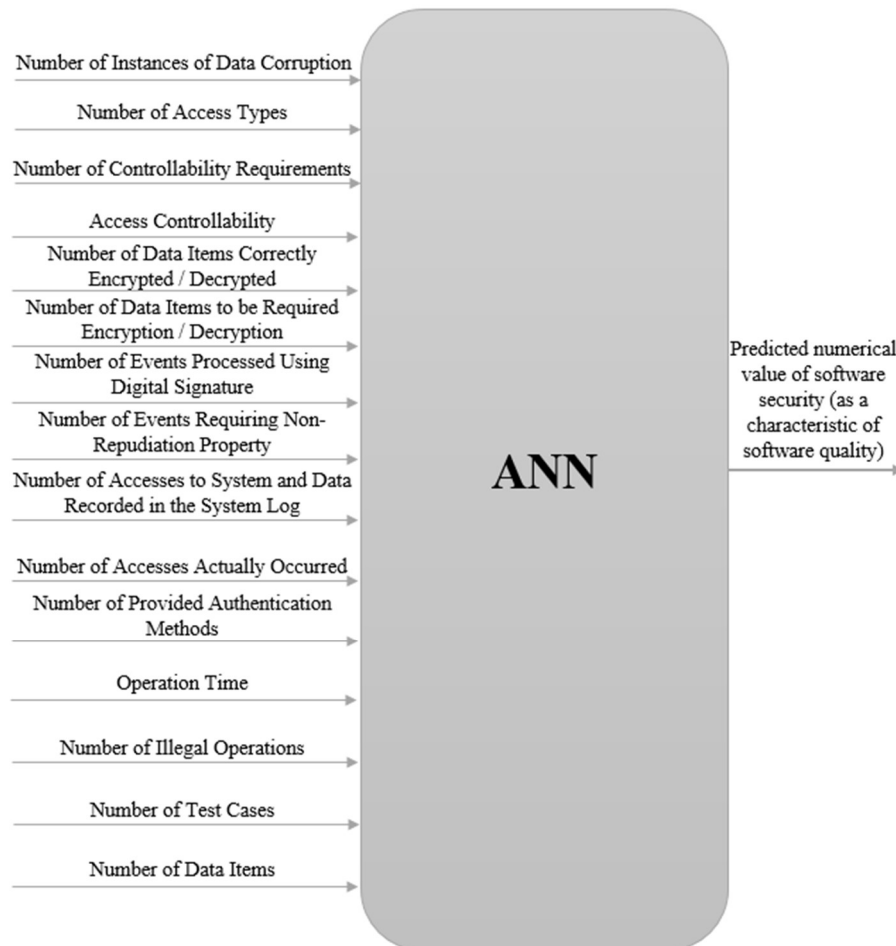 Number of Instances of Data Corruption
Number of Access Types
Number of Controllability Requirements
Access Controllability
Number of Data Items Correctly
Encrypted / Decrypted
Number of Data Items to be Required
Encryption / Decryption
Number of Events Processed Using
Digital Signature
Number of Events Requiring Non-
Repudiation Property
Number of Accesses to System and Data
Recorded in the System Log
Number of Accesses Actually Occurred
Number of Provided Authentication
Methods
Operation Time
Number of Illegal Operations
Number of Test Cases
Number of Data Items
ANN
Predicted numerical
value of software
security (as a
characteristic of
software quality)